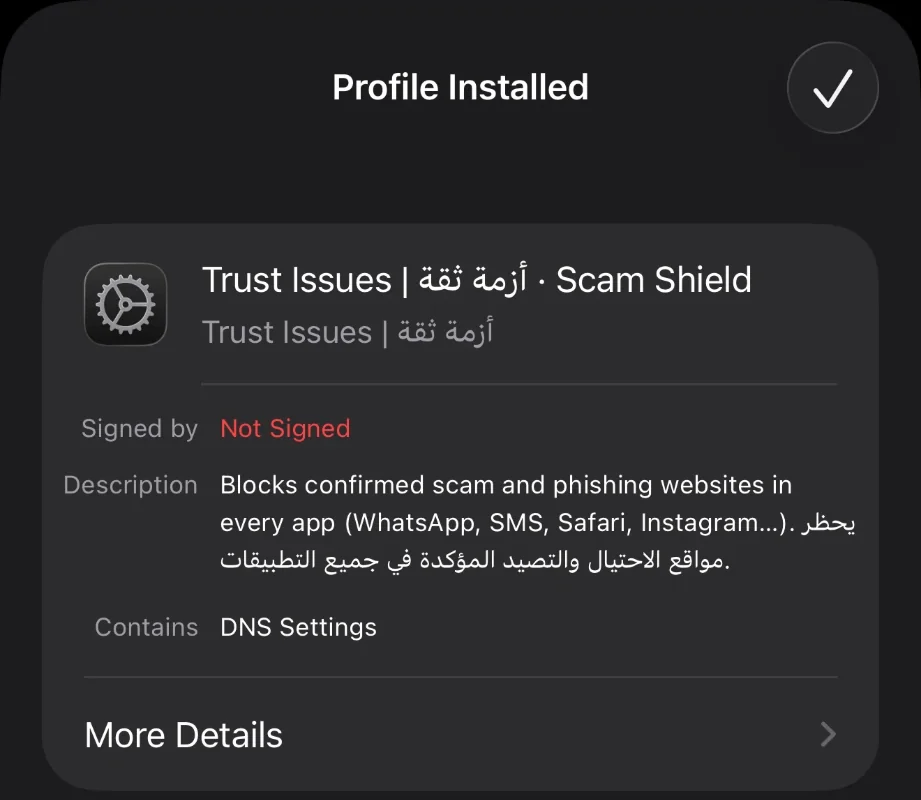 Profile Installed
Trust Issues | أزمة ثقة · Scam Shield
Trust Issues | أزمة ثقة
Signed by Not Signed
Description Blocks confirmed scam and phishing websites in
every app (WhatsApp, SMS, Safari, Instagram...). يحظر
مواقع الاحتيال والتصيد المؤكدة في جميع التطبيقات.
Contains DNS Settings
More Details